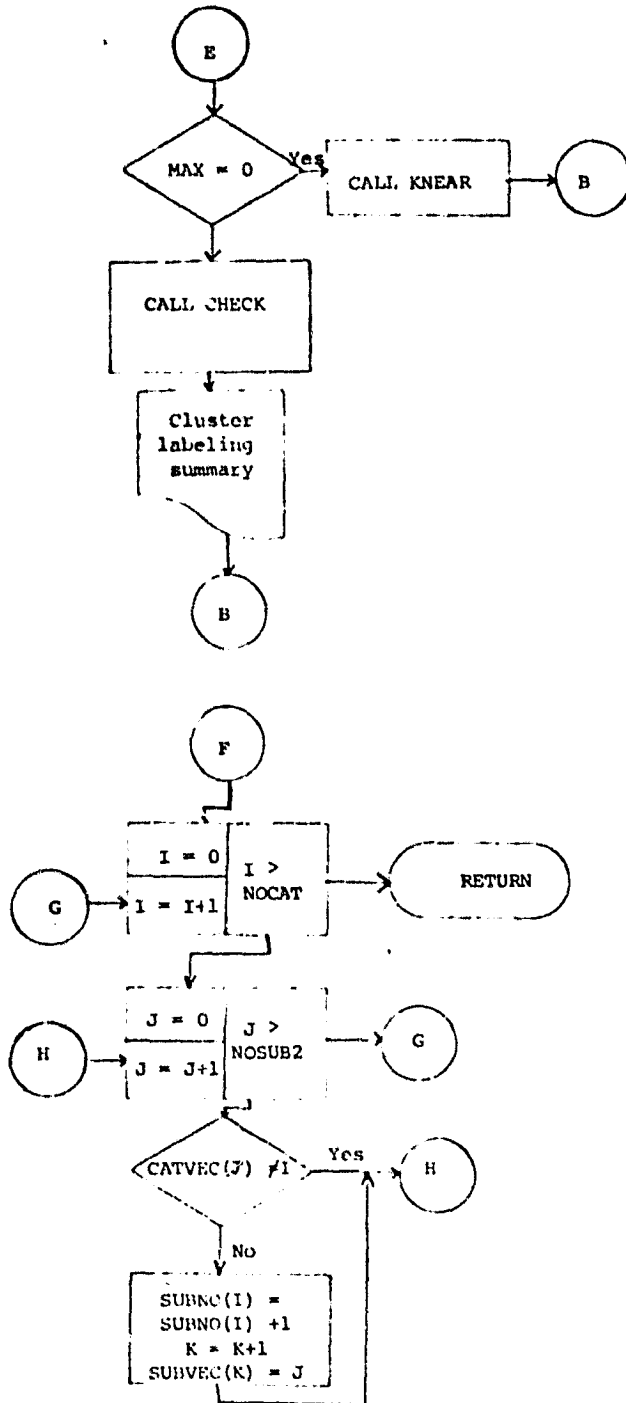 E
MAX = 0
Yes
CALL KNEAR
B
CALL CHECK
Cluster
labeling
summary
B
F
I = 0
I = I+1
I >
NOCAT
RETURN
G
J = 0
J = J+1
J >
NOSUB2
G
H
CATVEC(J) ≠I
Yes
H
No
SUBNO(I) =
SUBNO(I) +1
K = K+1
SUBVEC(K) = J